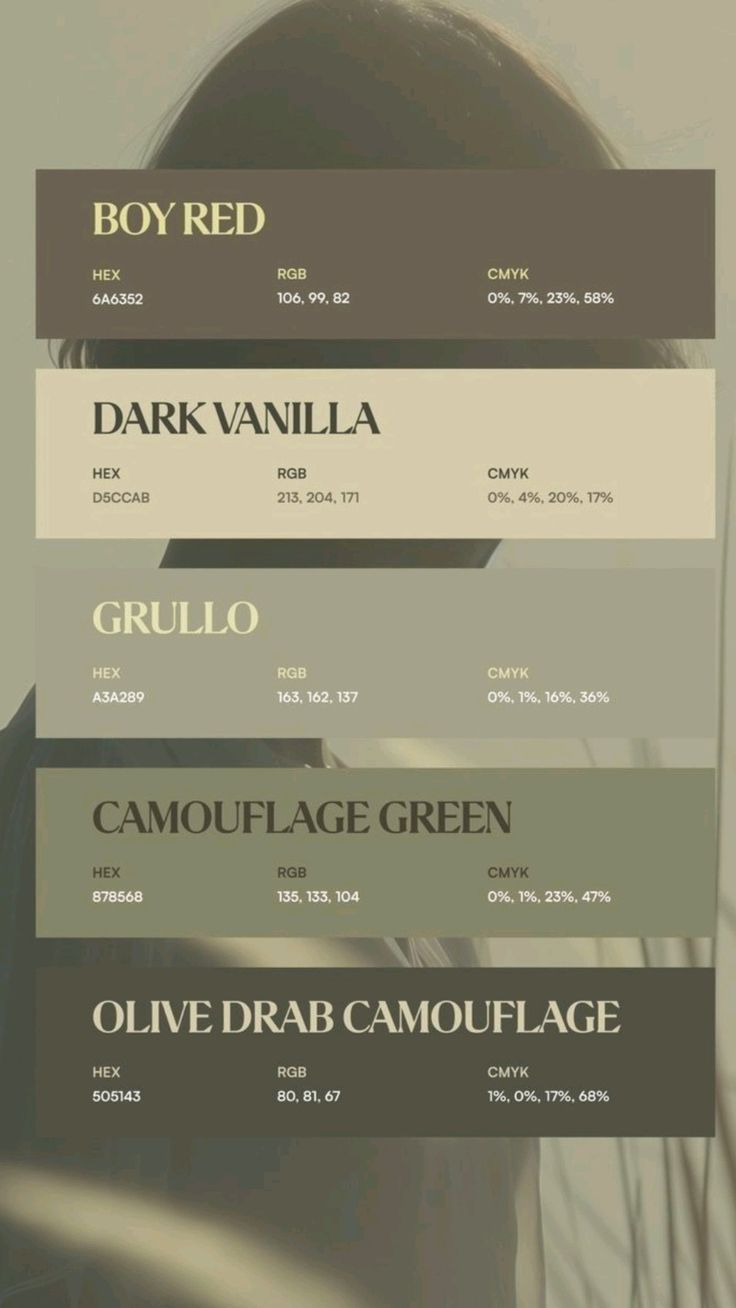 BOY RED
HEX RGB CMYK
6A6352 106, 99, 82 0%, 7%, 23%, 58%
DARK VANILLA
HEX RGB CMYK
D5CCAB 213, 204, 171 0%, 4%, 20%, 17%
GRULLO
HEX RGB CMYK
A3A289 163, 162, 137 0%, 1%, 16%, 36%
CAMOUFLAGE GREEN
HEX RGB CMYK
878568 135, 133, 104 0%, 1%, 23%, 47%
OLIVE DRAB CAMOUFLAGE
HEX RGB CMYK
505143 80, 81, 67 1%, 0%, 17%, 68%